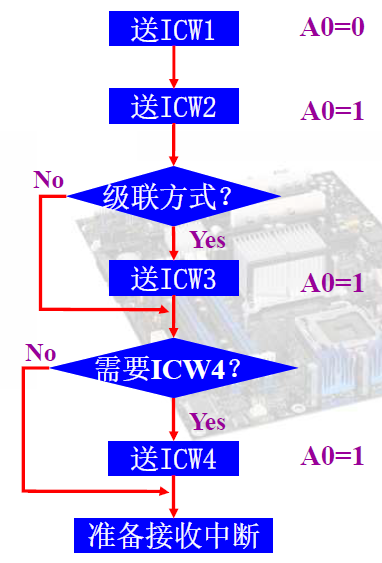 送ICW1
A0=0
送ICW2
A0=1
级联方式？
No
Yes
送ICW3
A0=1
需要ICW4？
No
Yes
送ICW4
A0=1
准备接收中断